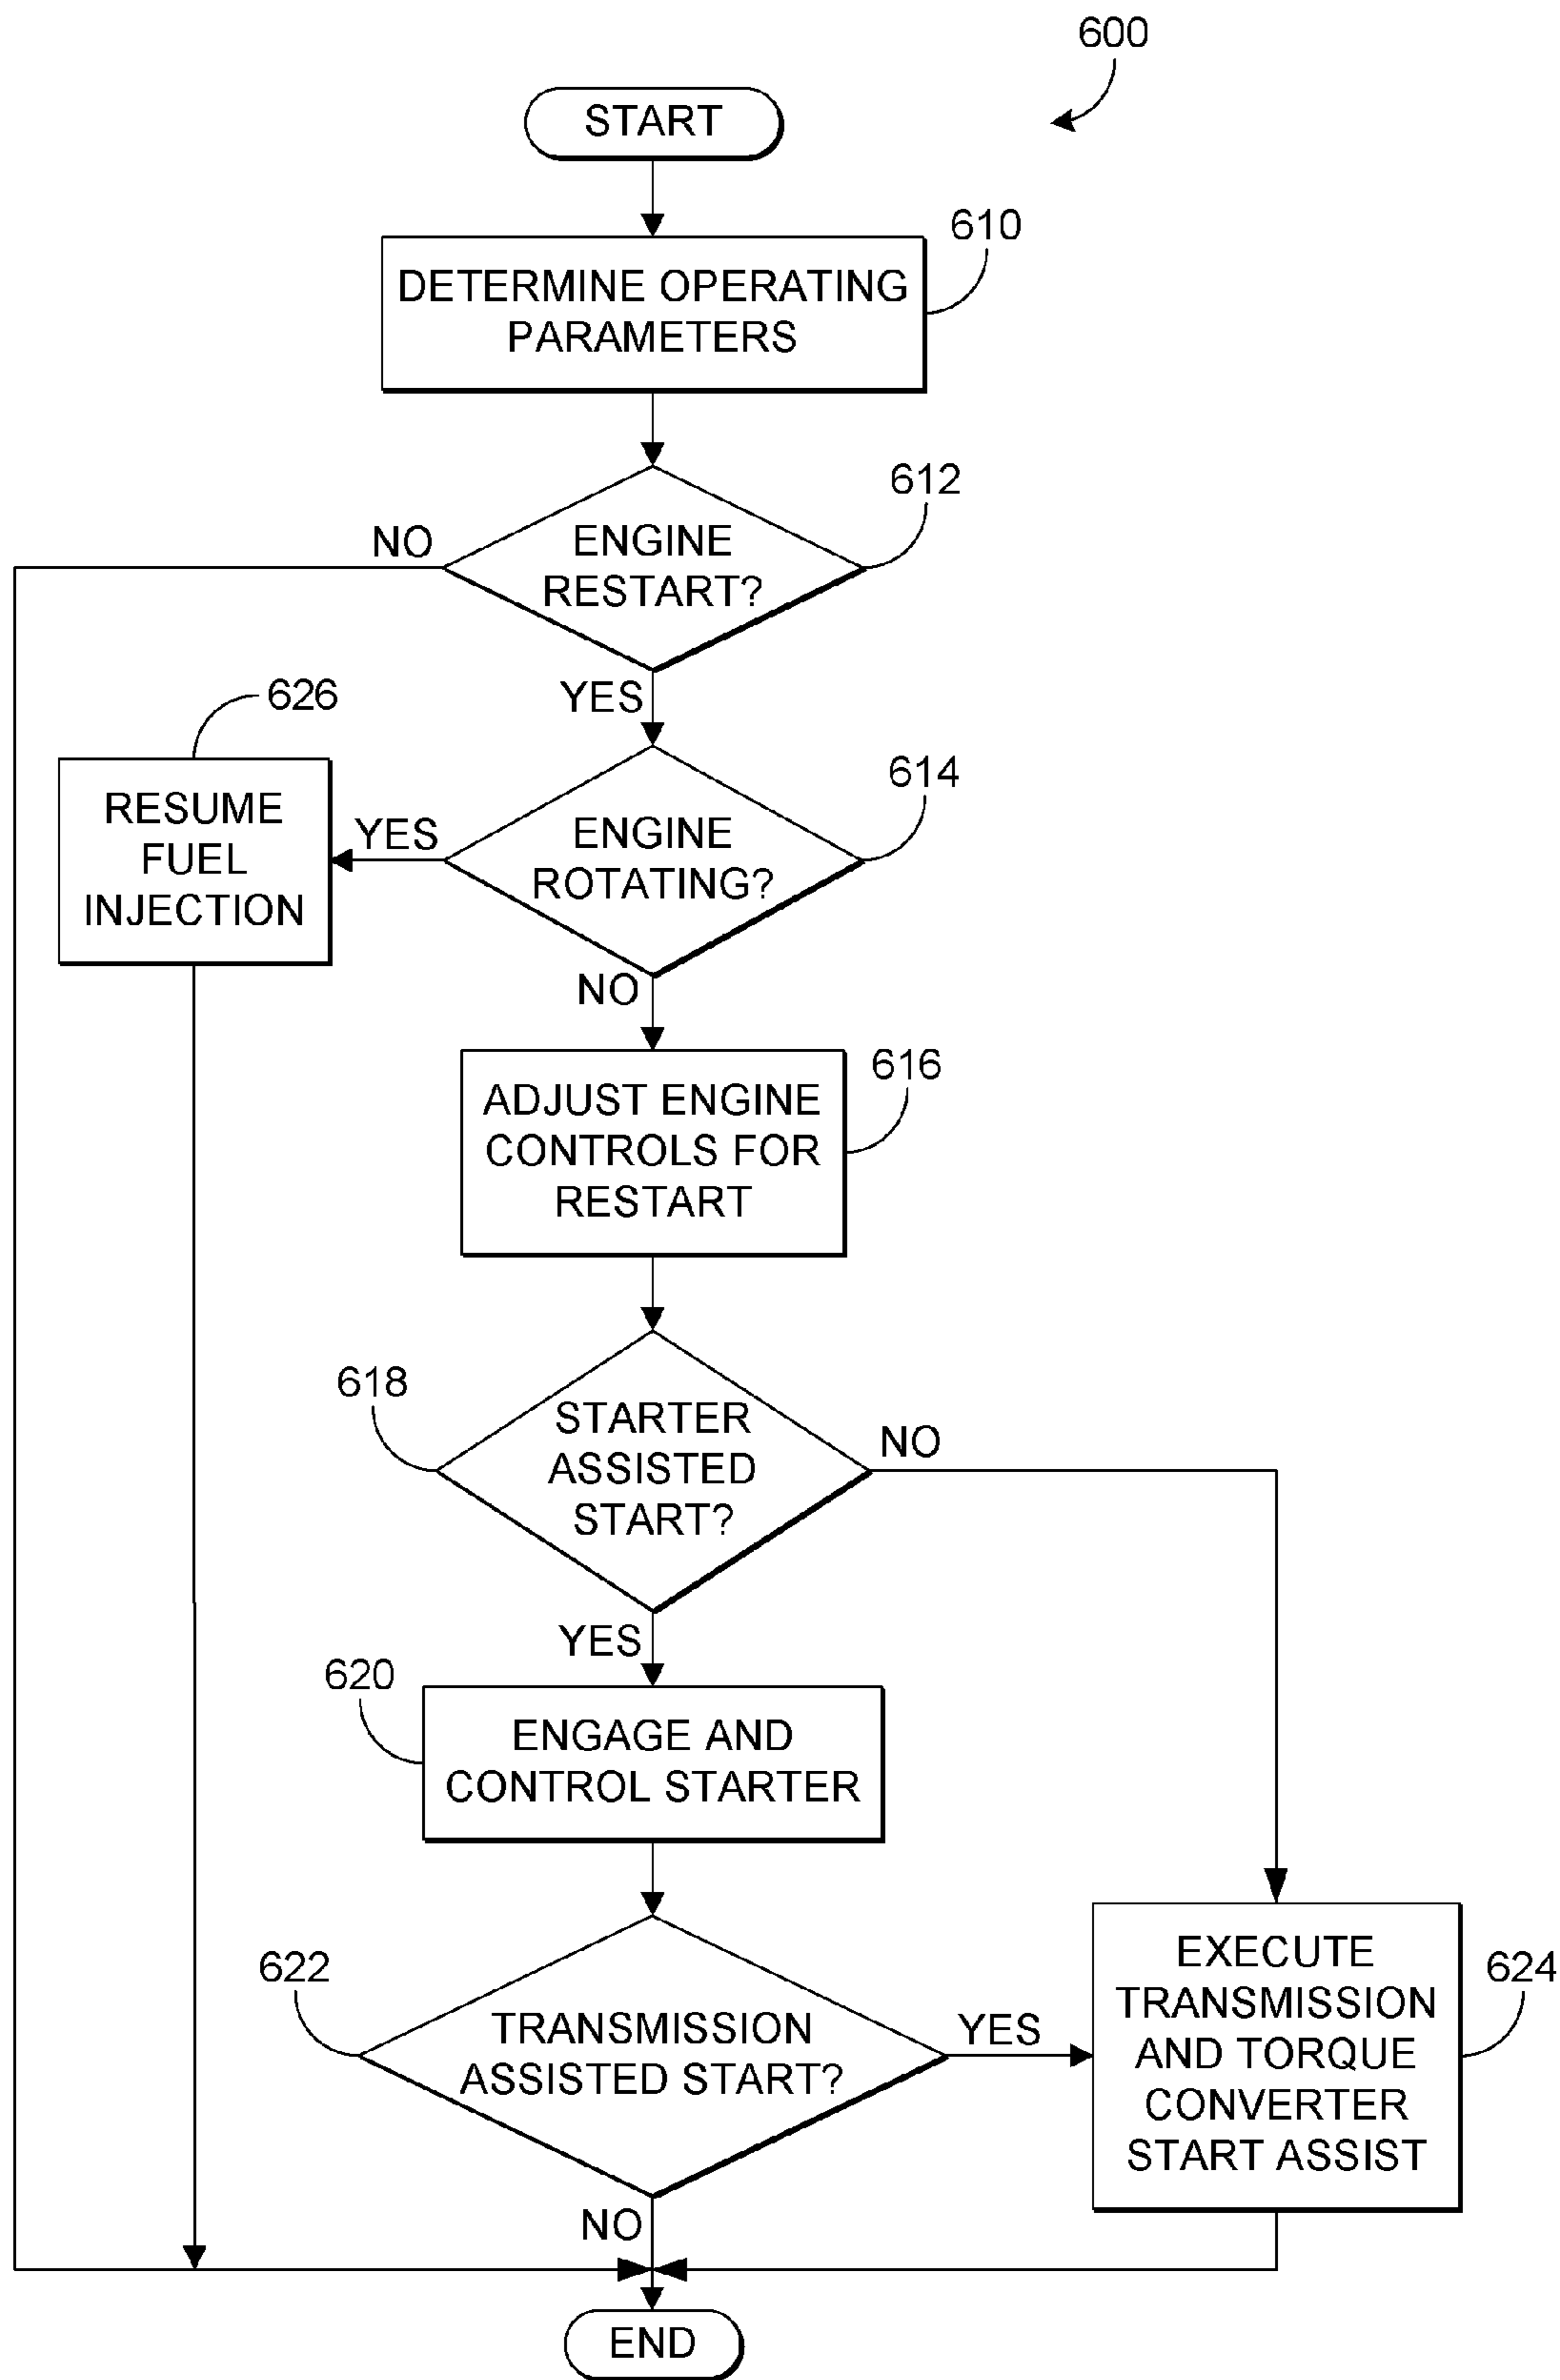 600
START
610
DETERMINE OPERATING
PARAMETERS
612
NO
ENGINE
RESTART?
YES
626
614
RESUME
FUEL
INJECTION
YES
ENGINE
ROTATING?
NO
616
ADJUST ENGINE
CONTROLS FOR
RESTART
618
STARTER
ASSISTED
START?
NO
YES
620
ENGAGE AND
CONTROL STARTER
622
TRANSMISSION
ASSISTED START?
YES
EXECUTE
TRANSMISSION
AND TORQUE
CONVERTER
START ASSIST
624
NO
END